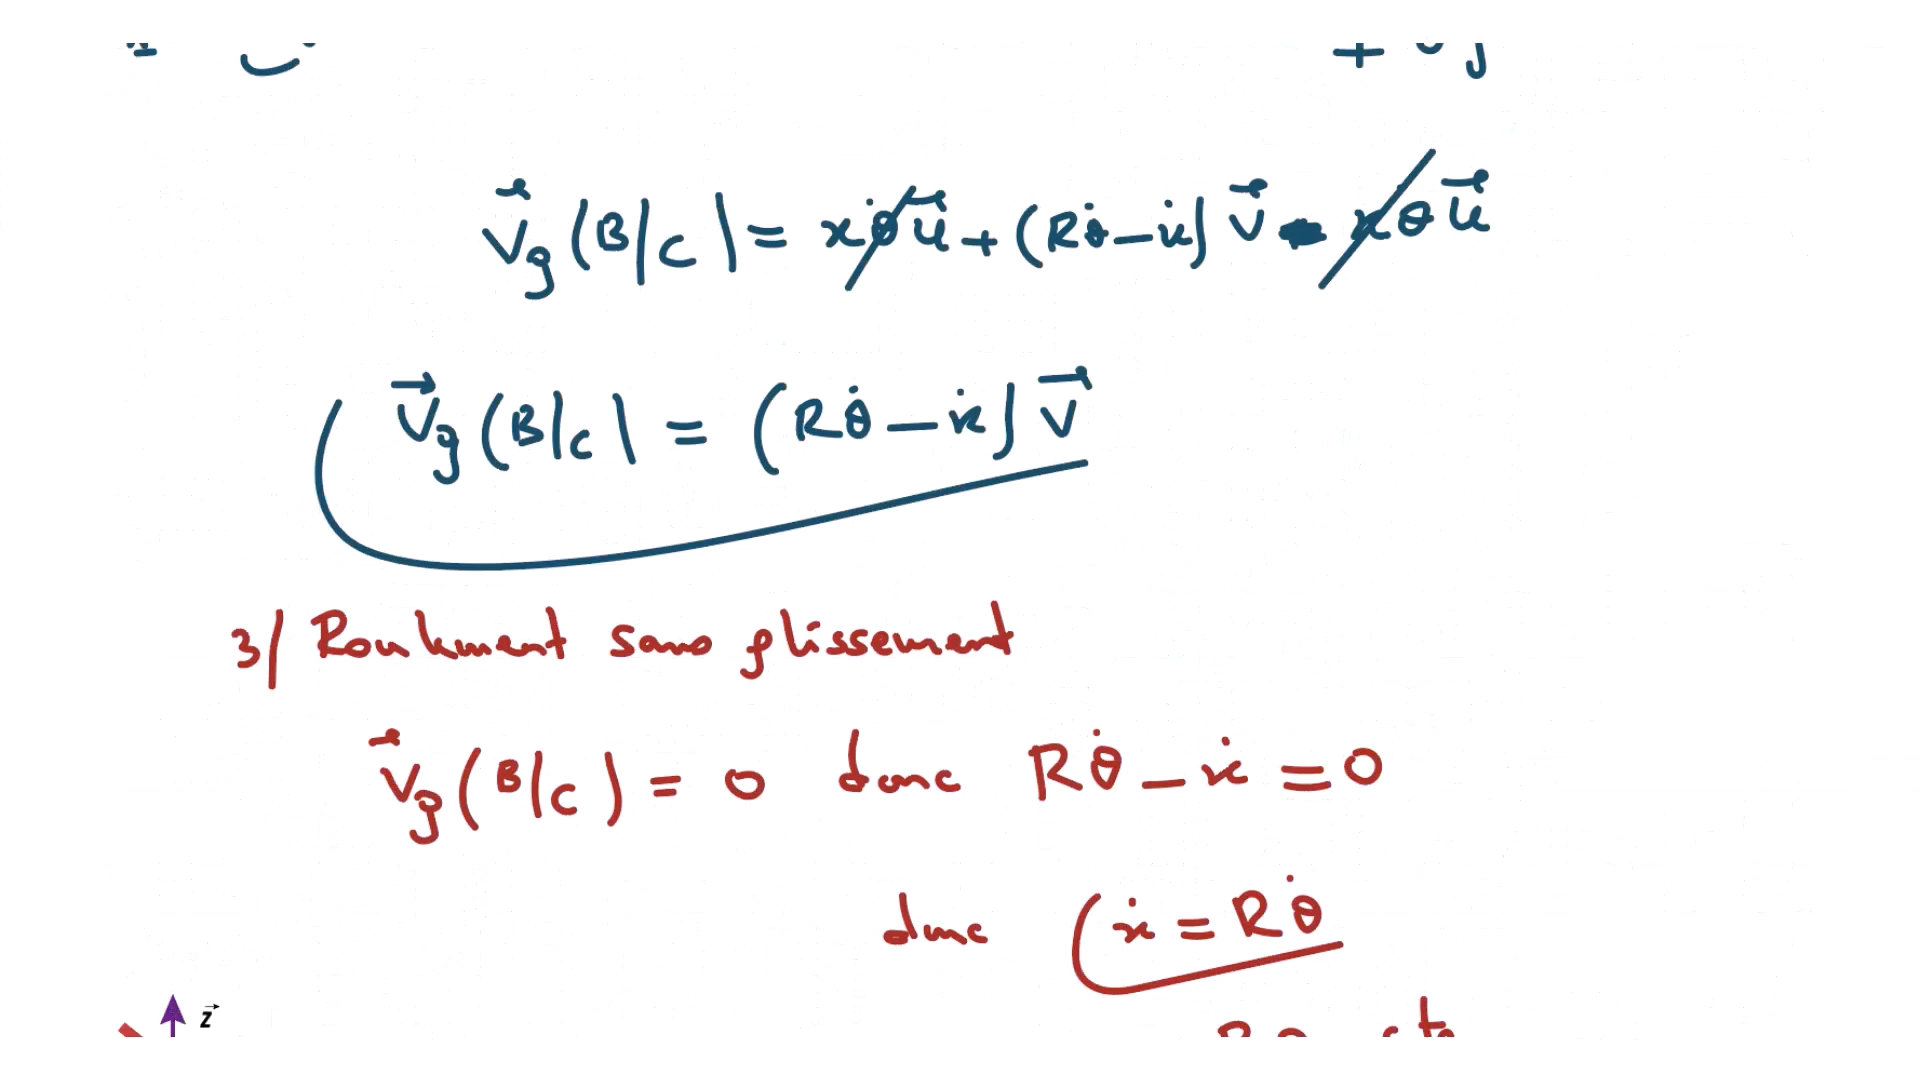 V⃗g (B/C) = xθ̇ u⃗ + (Rθ̇ - ẋ) v⃗ - xθ u⃗
V⃗g (B/C) = (Rθ̇ - ẋ) v⃗
3/ Roulement sans glissement
V⃗g (B/C) = 0 donc Rθ̇ - ẋ = 0
donc ẋ = Rθ̇
z⃗